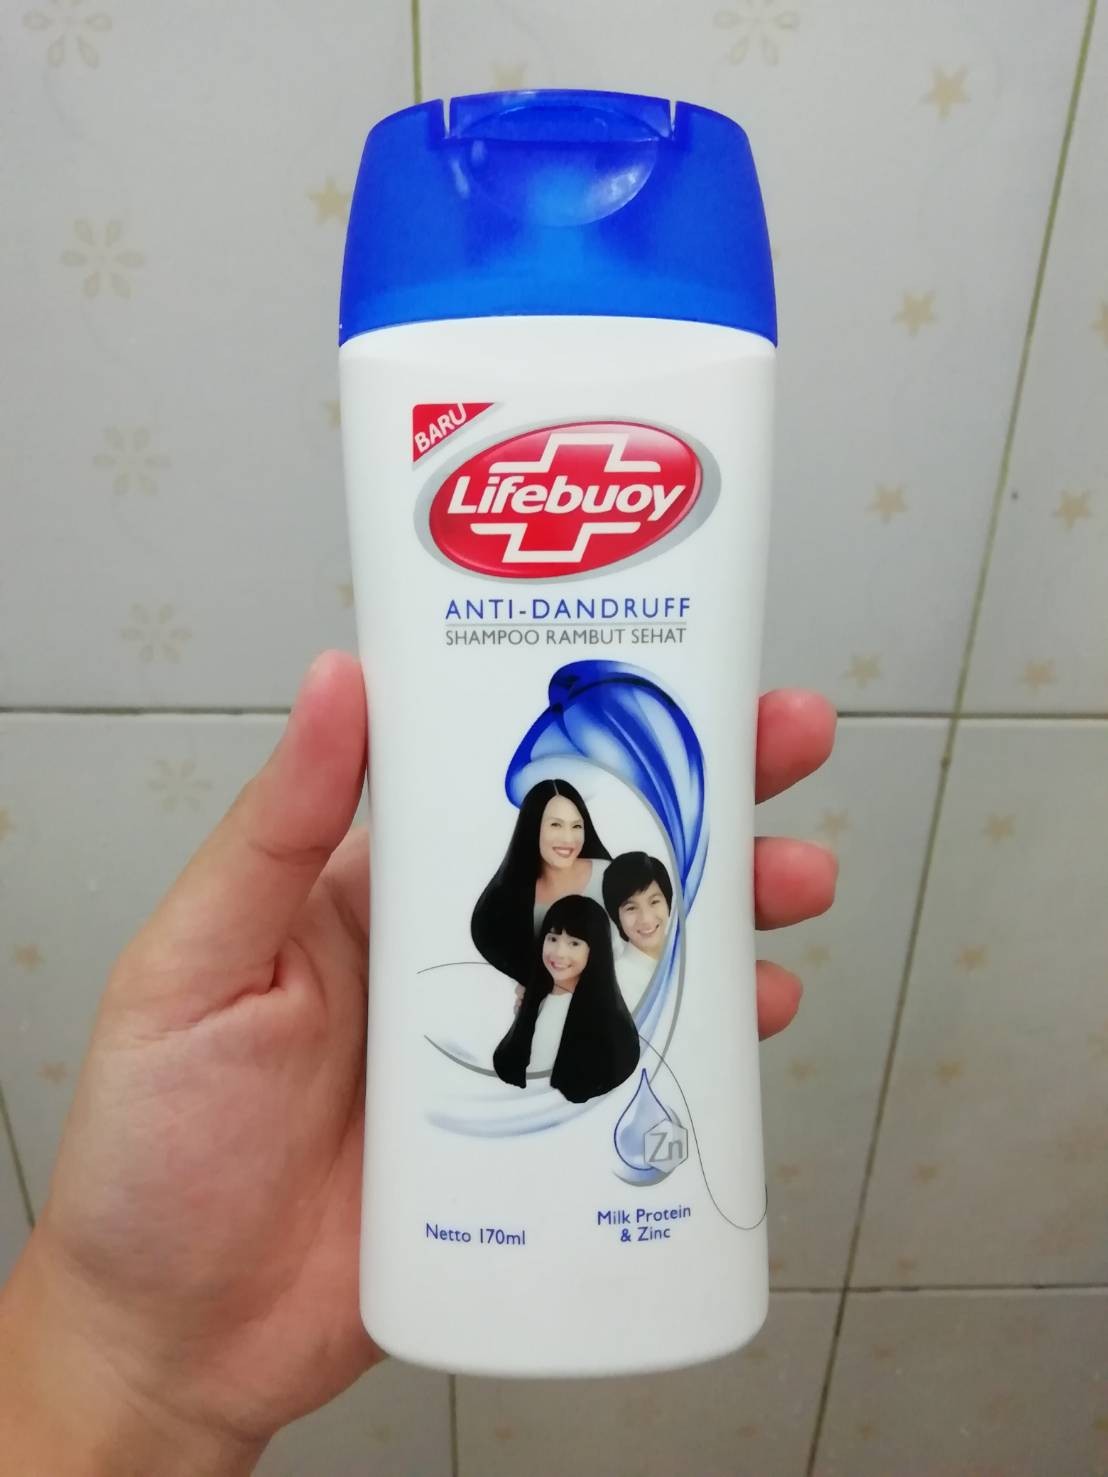 BARU
Lifebuoy
ANTI-DANDRUFF
SHAMPOO RAMBUT SEHAT
Zn
Milk Protein
& Zinc
Netto 170ml